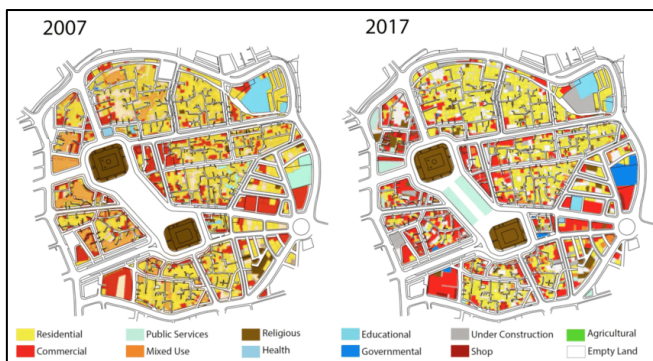 2007
2017
Residential
Public Services
Religious
Educational
Under Construction
Agricultural
Commercial
Mixed Use
Health
Governmental
Shop
Empty Land